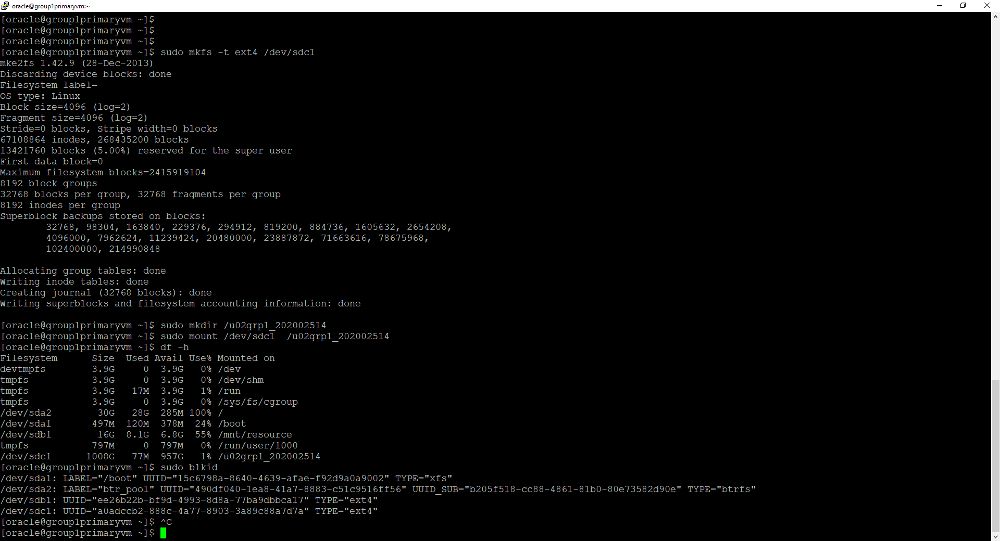 oracle@group1primaryvm:~
[oracle@group1primaryvm ~]$
[oracle@group1primaryvm ~]$
[oracle@group1primaryvm ~]$
[oracle@group1primaryvm ~]$ sudo mkfs -t ext4 /dev/sdc1
mke2fs 1.42.9 (28-Dec-2013)
Discarding device blocks: done
Filesystem label=
OS type: Linux
Block size=4096 (log=2)
Fragment size=4096 (log=2)
Stride=0 blocks, Stripe width=0 blocks
67108864 inodes, 268435200 blocks
13421760 blocks (5.00%) reserved for the super user
First data block=0
Maximum filesystem blocks=2415919104
8192 block groups
32768 blocks per group, 32768 fragments per group
8192 inodes per group
Superblock backups stored on blocks:
        32768, 98304, 163840, 229376, 294912, 819200, 884736, 1605632, 2654208,
        4096000, 7962624, 11239424, 20480000, 23887872, 71663616, 78675968,
        102400000, 214990848
Allocating group tables: done
Writing inode tables: done
Creating journal (32768 blocks): done
Writing superblocks and filesystem accounting information: done
[oracle@group1primaryvm ~]$ sudo mkdir /u02grp1_202002514
[oracle@group1primaryvm ~]$ sudo mount /dev/sdc1  /u02grp1_202002514
[oracle@group1primaryvm ~]$ df -h
Filesystem      Size  Used Avail Use% Mounted on
devtmpfs        3.9G     0  3.9G   0% /dev
tmpfs           3.9G     0  3.9G   0% /dev/shm
tmpfs           3.9G   17M  3.9G   1% /run
tmpfs           3.9G     0  3.9G   0% /sys/fs/cgroup
/dev/sda2        30G   28G  285M 100% /
/dev/sda1       497M  120M  378M  24% /boot
/dev/sdb1        16G  8.1G  6.8G  55% /mnt/resource
tmpfs           797M     0  797M   0% /run/user/1000
/dev/sdc1      1008G   77M  957G   1% /u02grp1_202002514
[oracle@group1primaryvm ~]$ sudo blkid
/dev/sda1: LABEL="/boot" UUID="15c6798a-8640-4639-afae-f92d9a0a9002" TYPE="xfs"
/dev/sda2: LABEL="btr_pool" UUID="490df040-1ea8-41a7-8883-c51c9516ff56" UUID_SUB="b205f518-cc88-4861-81b0-80e73582d90e" TYPE="btrfs"
/dev/sdb1: UUID="ee26b22b-bf9d-4993-8d8a-77ba9dbbca17" TYPE="ext4"
/dev/sdc1: UUID="a0adccb2-888c-4a77-8903-3a89c88a7d7a" TYPE="ext4"
[oracle@group1primaryvm ~]$ ^C
[oracle@group1primaryvm ~]$